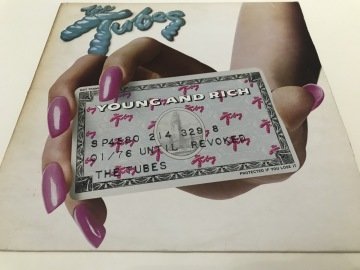 The
Tubes
YOUNG AND RICH
SP4580 214 329 8
01/76 UNTIL REVOKED
THE TUBES
PROTECTED IF YOU LOSE IT